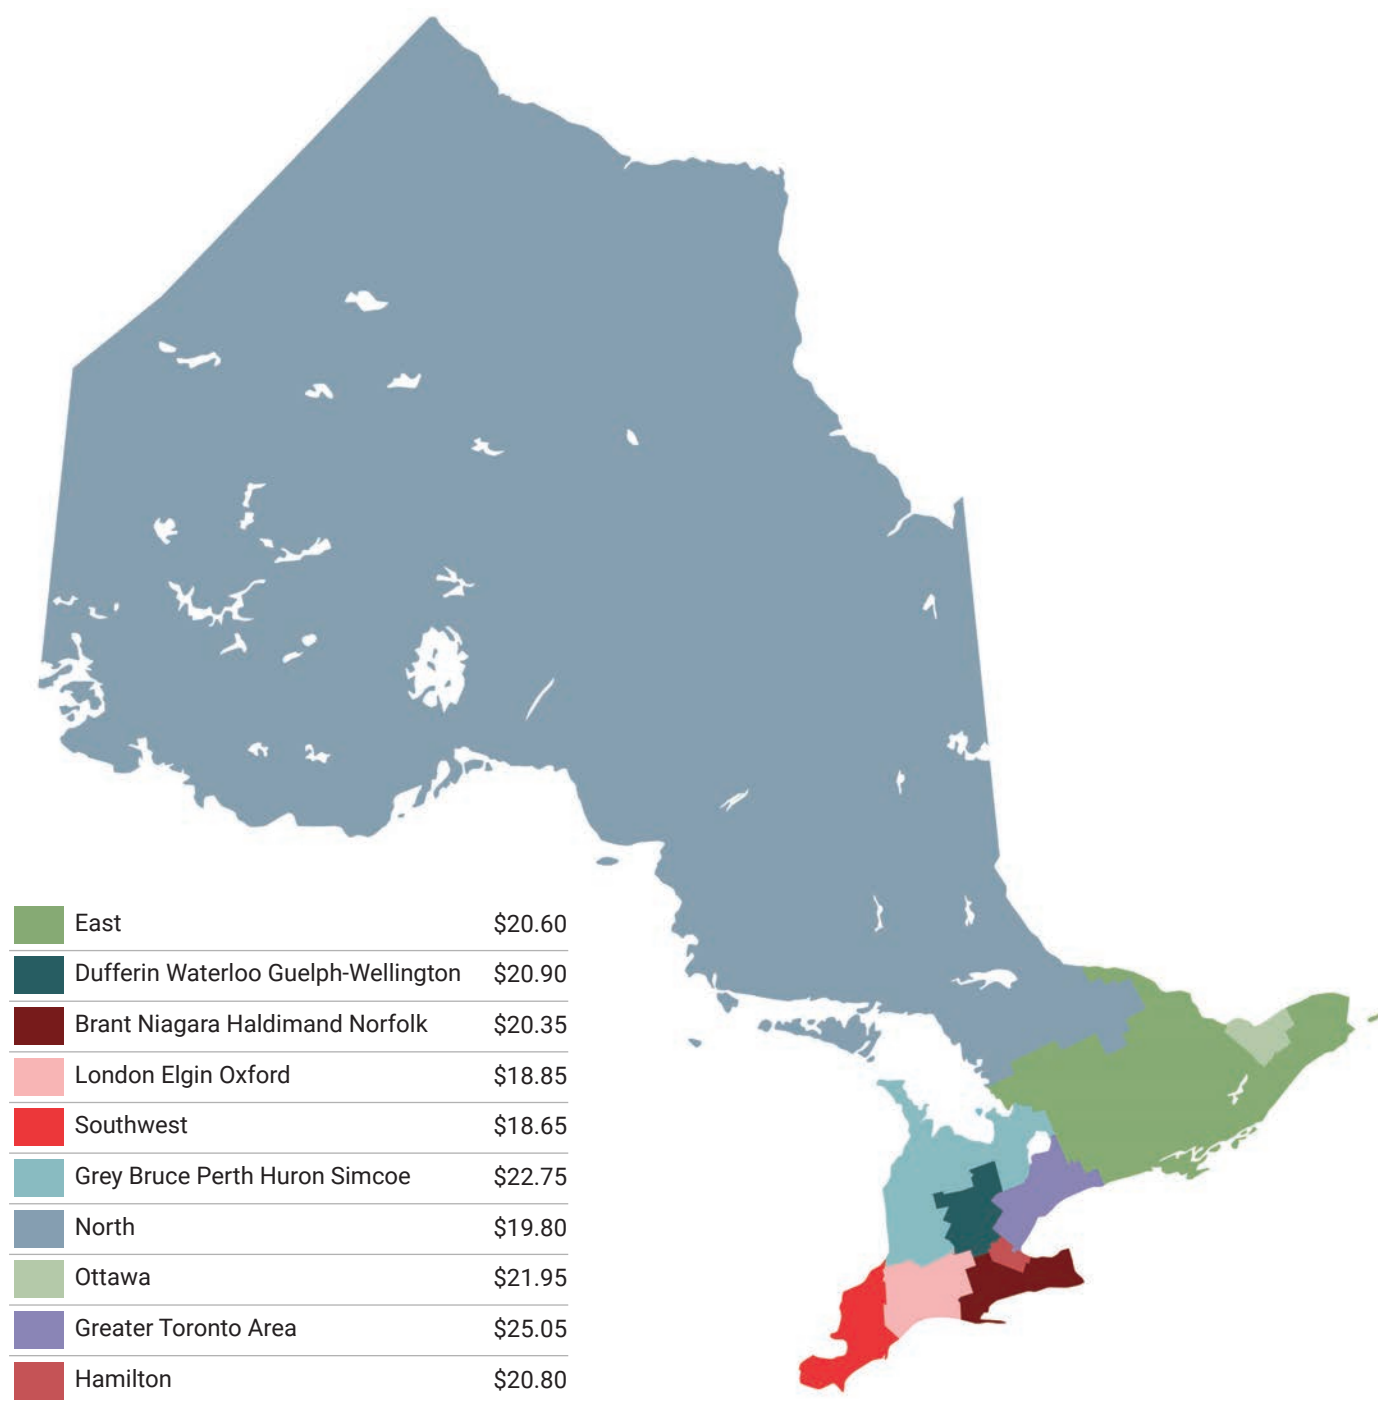 East $20.60
Dufferin Waterloo Guelph-Wellington $20.90
Brant Niagara Haldimand Norfolk $20.35
London Elgin Oxford $18.85
Southwest $18.65
Grey Bruce Perth Huron Simcoe $22.75
North $19.80
Ottawa $21.95
Greater Toronto Area $25.05
Hamilton $20.80